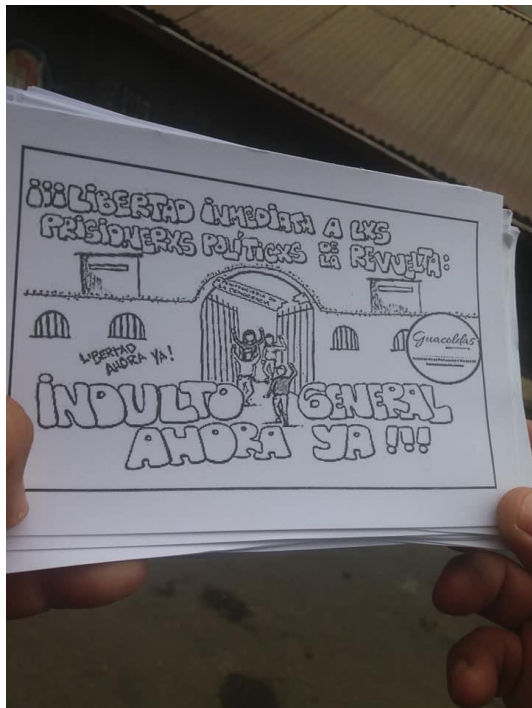 ¡¡¡LIBERTAD INMEDIATA A LXS
PRISIONERXS POLÍTICXS DE LA REVUELTA:
LIBERTAD
AHORA YA!
Guacoldas
INDULTO GENERAL
AHORA YA !!!